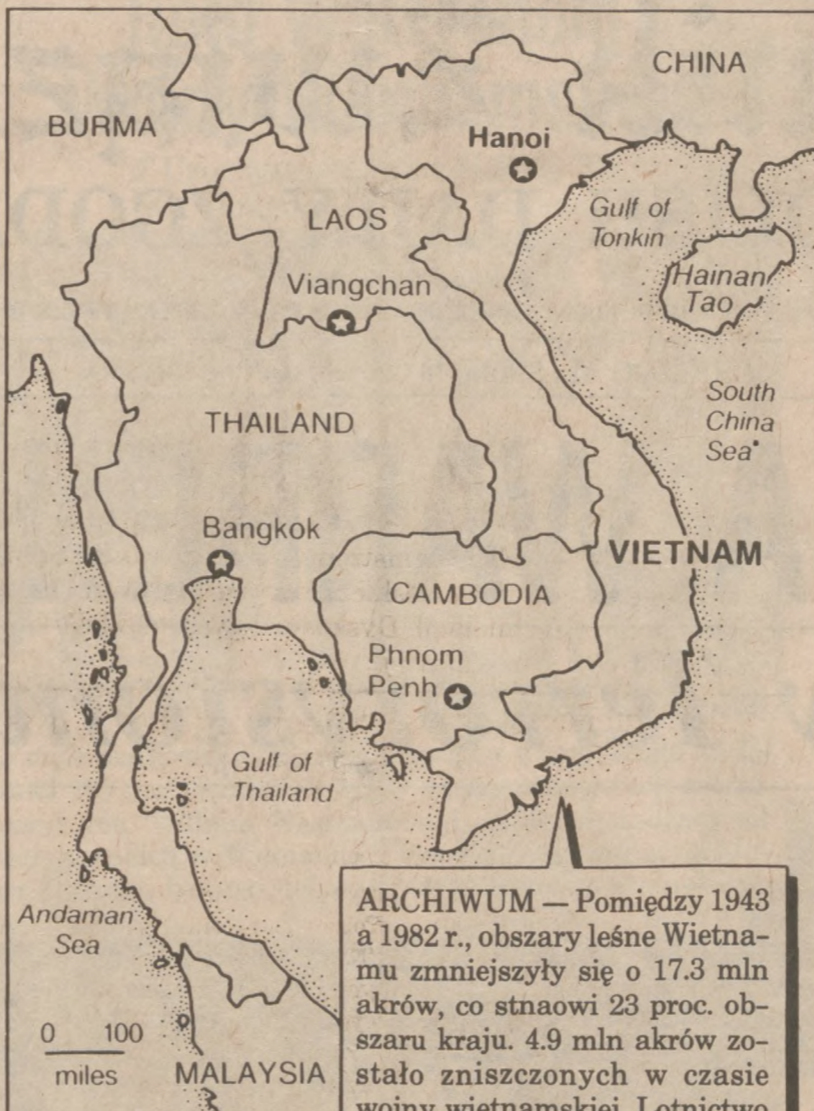 CHINA
BURMA
Hanoi
LAOS
Gulf of
Tonkin
Viangchan
Hainan
Tao
THAILAND
South
China
Sea
Bangkok
VIETNAM
CAMBODIA
Phnom
Penh
Gulf of
Thailand
Andaman
Sea
0 100
miles
MALAYSIA
ARCHIWUM — Pomiędzy 1943
a 1982 r., obszary leśne Wietna-
mu zmniejszyły się o 17.3 mln
akrów, co stnaowi 23 proc. ob-
szaru kraju. 4.9 mln akrów zo-
stało zniszczonych w czasie
wojny wietnamskiej. Lotnictwo